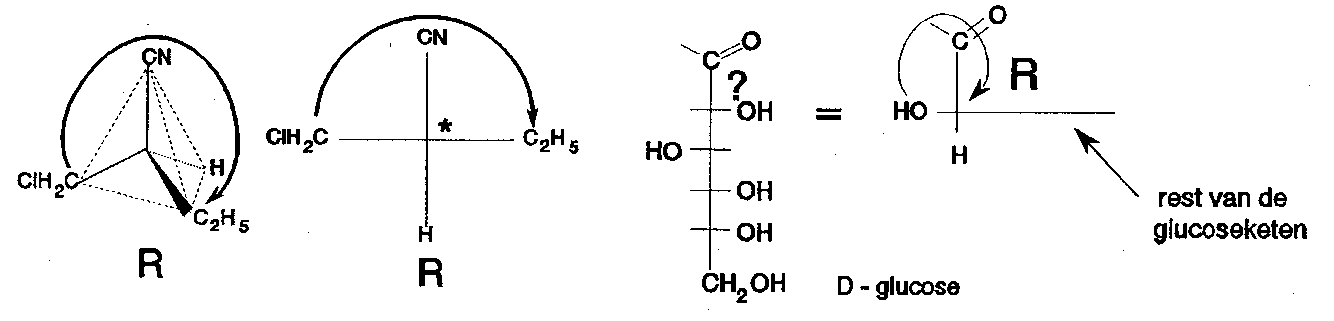 CN
H
ClH2C
C2H5
R
CN
ClH2C
*
C2H5
H
R
C
O
?
OH
HO
OH
OH
CH2OH
D - glucose
=
C
O
R
HO
H
rest van de
glucoseketen